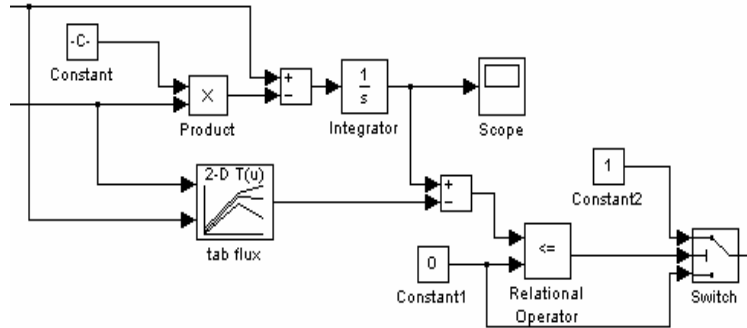 -C-
Constant
X
Product
+
−
1
s
Integrator
Scope
2-D T(u)
tab flux
+
−
1
Constant2
0
Constant1
<=
Relational
Operator
Switch